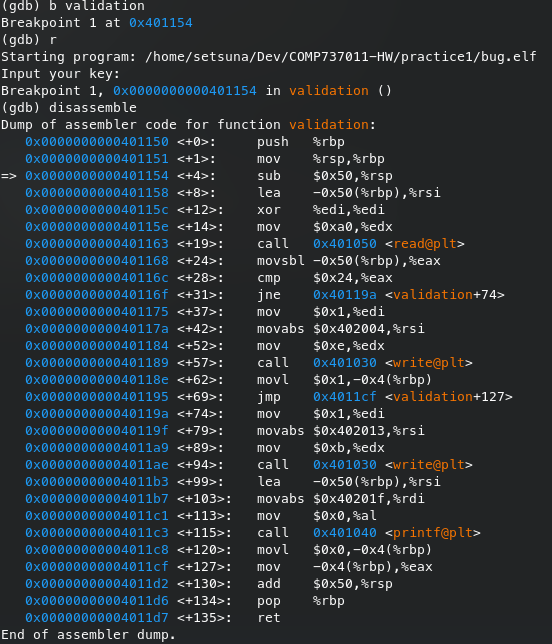 (gdb) b validation
Breakpoint 1 at 0x401154
(gdb) r
Starting program: /home/setsuna/Dev/COMP737011-HW/practice1/bug.elf
Input your key:
Breakpoint 1, 0x0000000000401154 in validation ()
(gdb) disassemble
Dump of assembler code for function validation:
   0x0000000000401150 <+0>:     push   %rbp
   0x0000000000401151 <+1>:     mov    %rsp,%rbp
=> 0x0000000000401154 <+4>:     sub    $0x50,%rsp
   0x0000000000401158 <+8>:     lea    -0x50(%rbp),%rsi
   0x000000000040115c <+12>:    xor    %edi,%edi
   0x000000000040115e <+14>:    mov    $0xa0,%edx
   0x0000000000401163 <+19>:    call   0x401050 <read@plt>
   0x0000000000401168 <+24>:    movsbl -0x50(%rbp),%eax
   0x000000000040116c <+28>:    cmp    $0x24,%eax
   0x000000000040116f <+31>:    jne    0x40119a <validation+74>
   0x0000000000401175 <+37>:    mov    $0x1,%edi
   0x000000000040117a <+42>:    movabs $0x402004,%rsi
   0x0000000000401184 <+52>:    mov    $0xe,%edx
   0x0000000000401189 <+57>:    call   0x401030 <write@plt>
   0x000000000040118e <+62>:    movl   $0x1,-0x4(%rbp)
   0x0000000000401195 <+69>:    jmp    0x4011cf <validation+127>
   0x000000000040119a <+74>:    mov    $0x1,%edi
   0x000000000040119f <+79>:    movabs $0x402013,%rsi
   0x00000000004011a9 <+89>:    mov    $0xb,%edx
   0x00000000004011ae <+94>:    call   0x401030 <write@plt>
   0x00000000004011b3 <+99>:    lea    -0x50(%rbp),%rsi
   0x00000000004011b7 <+103>:   movabs $0x40201f,%rdi
   0x00000000004011c1 <+113>:   mov    $0x0,%al
   0x00000000004011c3 <+115>:   call   0x401040 <printf@plt>
   0x00000000004011c8 <+120>:   movl   $0x0,-0x4(%rbp)
   0x00000000004011cf <+127>:   mov    -0x4(%rbp),%eax
   0x00000000004011d2 <+130>:   add    $0x50,%rsp
   0x00000000004011d6 <+134>:   pop    %rbp
   0x00000000004011d7 <+135>:   ret
End of assembler dump.